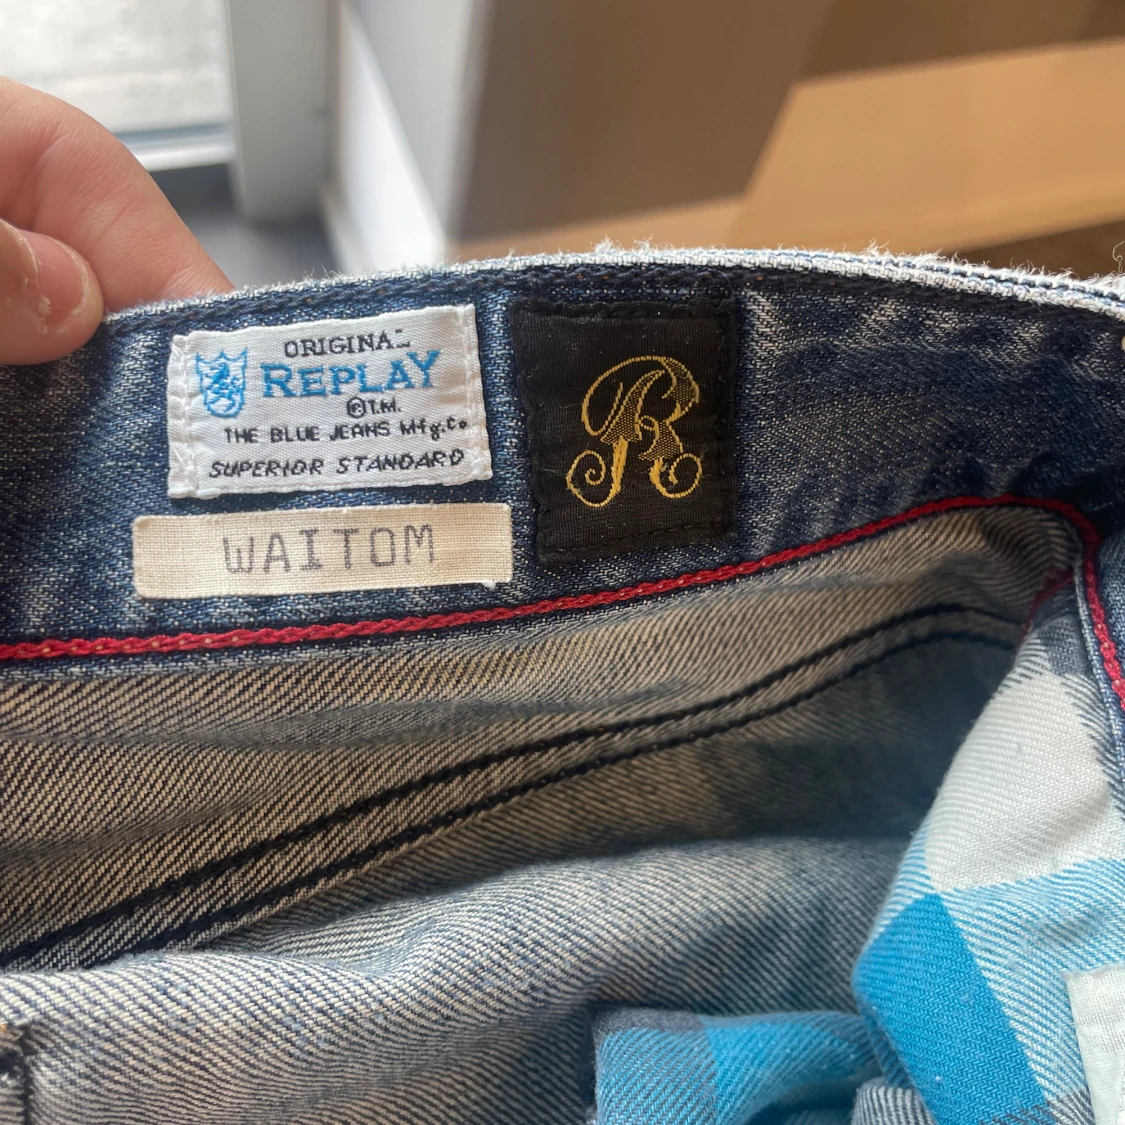 ORIGINAL
REPLAY
©T.M.
THE BLUE JEANS Mfg.Co
SUPERIOR STANDARD
WAITOM
R